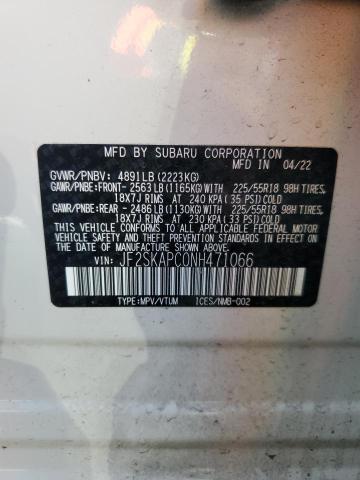 MFD BY SUBARU CORPORATION
MFD IN 04/22
GVWR/PNBV: 4891LB(2223KG)
GAWR/PNBE:FRONT- 2563LB(1165KG)WITH 225/55R18 98H TIRES,
18X7J RIMS AT 240 KPA(35 PSI)COLD
GAWR/PNBE:REAR - 2486LB(1130KG)WITH 225/55R18 98H TIRES,
18X7J RIMS AT 230 KPA(33 PSI)COLD
THIS VEHICLE CONFORMS TO ALL APPLICABLE FEDERAL MOTOR
VEHICLE SAFETY STANDARDS IN EFFECT
ON THE DATE OF MANUFACTURE SHOWN ABOVE.
VIN: JF2SKAPC0NH471066
TYPE:MPV/VTUM ICES/NMB-002